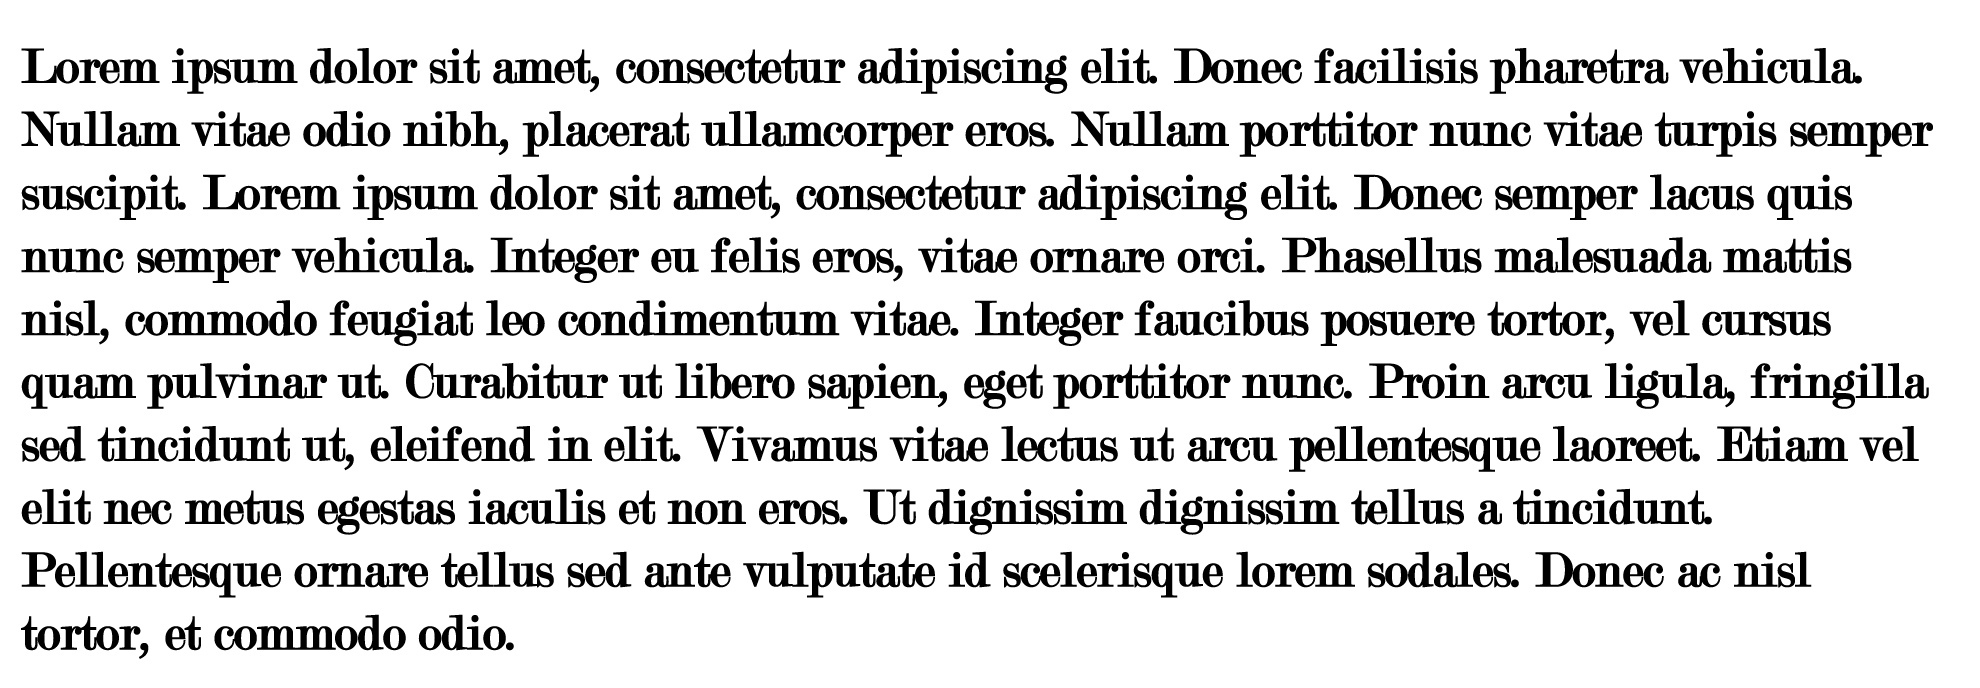 Lorem ipsum dolor sit amet, consectetur adipiscing elit. Donec facilisis pharetra vehicula.
Nullam vitae odio nibh, placerat ullamcorper eros. Nullam porttitor nunc vitae turpis semper
suscipit. Lorem ipsum dolor sit amet, consectetur adipiscing elit. Donec semper lacus quis
nunc semper vehicula. Integer eu felis eros, vitae ornare orci. Phasellus malesuada mattis
nisl, commodo feugiat leo condimentum vitae. Integer faucibus posuere tortor, vel cursus
quam pulvinar ut. Curabitur ut libero sapien, eget porttitor nunc. Proin arcu ligula, fringilla
sed tincidunt ut, eleifend in elit. Vivamus vitae lectus ut arcu pellentesque laoreet. Etiam vel
elit nec metus egestas iaculis et non eros. Ut dignissim dignissim tellus a tincidunt.
Pellentesque ornare tellus sed ante vulputate id scelerisque lorem sodales. Donec ac nisl
tortor, et commodo odio.